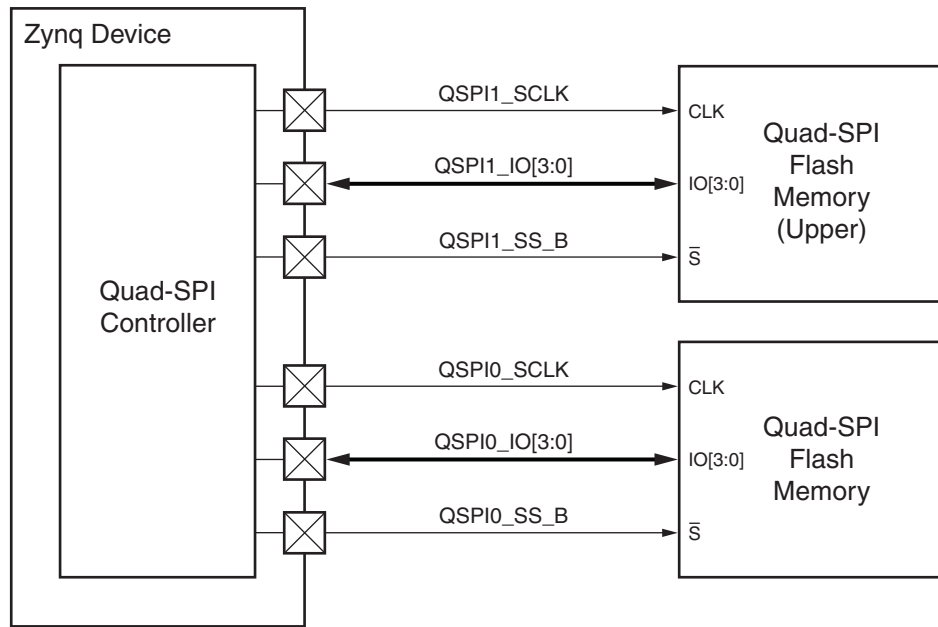 Zynq Device
Quad-SPI
Controller
QSPI1_SCLK
QSPI1_IO[3:0]
QSPI1_SS_B
CLK
IO[3:0]
S̅
Quad-SPI
Flash
Memory
(Upper)
QSPI0_SCLK
QSPI0_IO[3:0]
QSPI0_SS_B
CLK
IO[3:0]
S̅
Quad-SPI
Flash
Memory